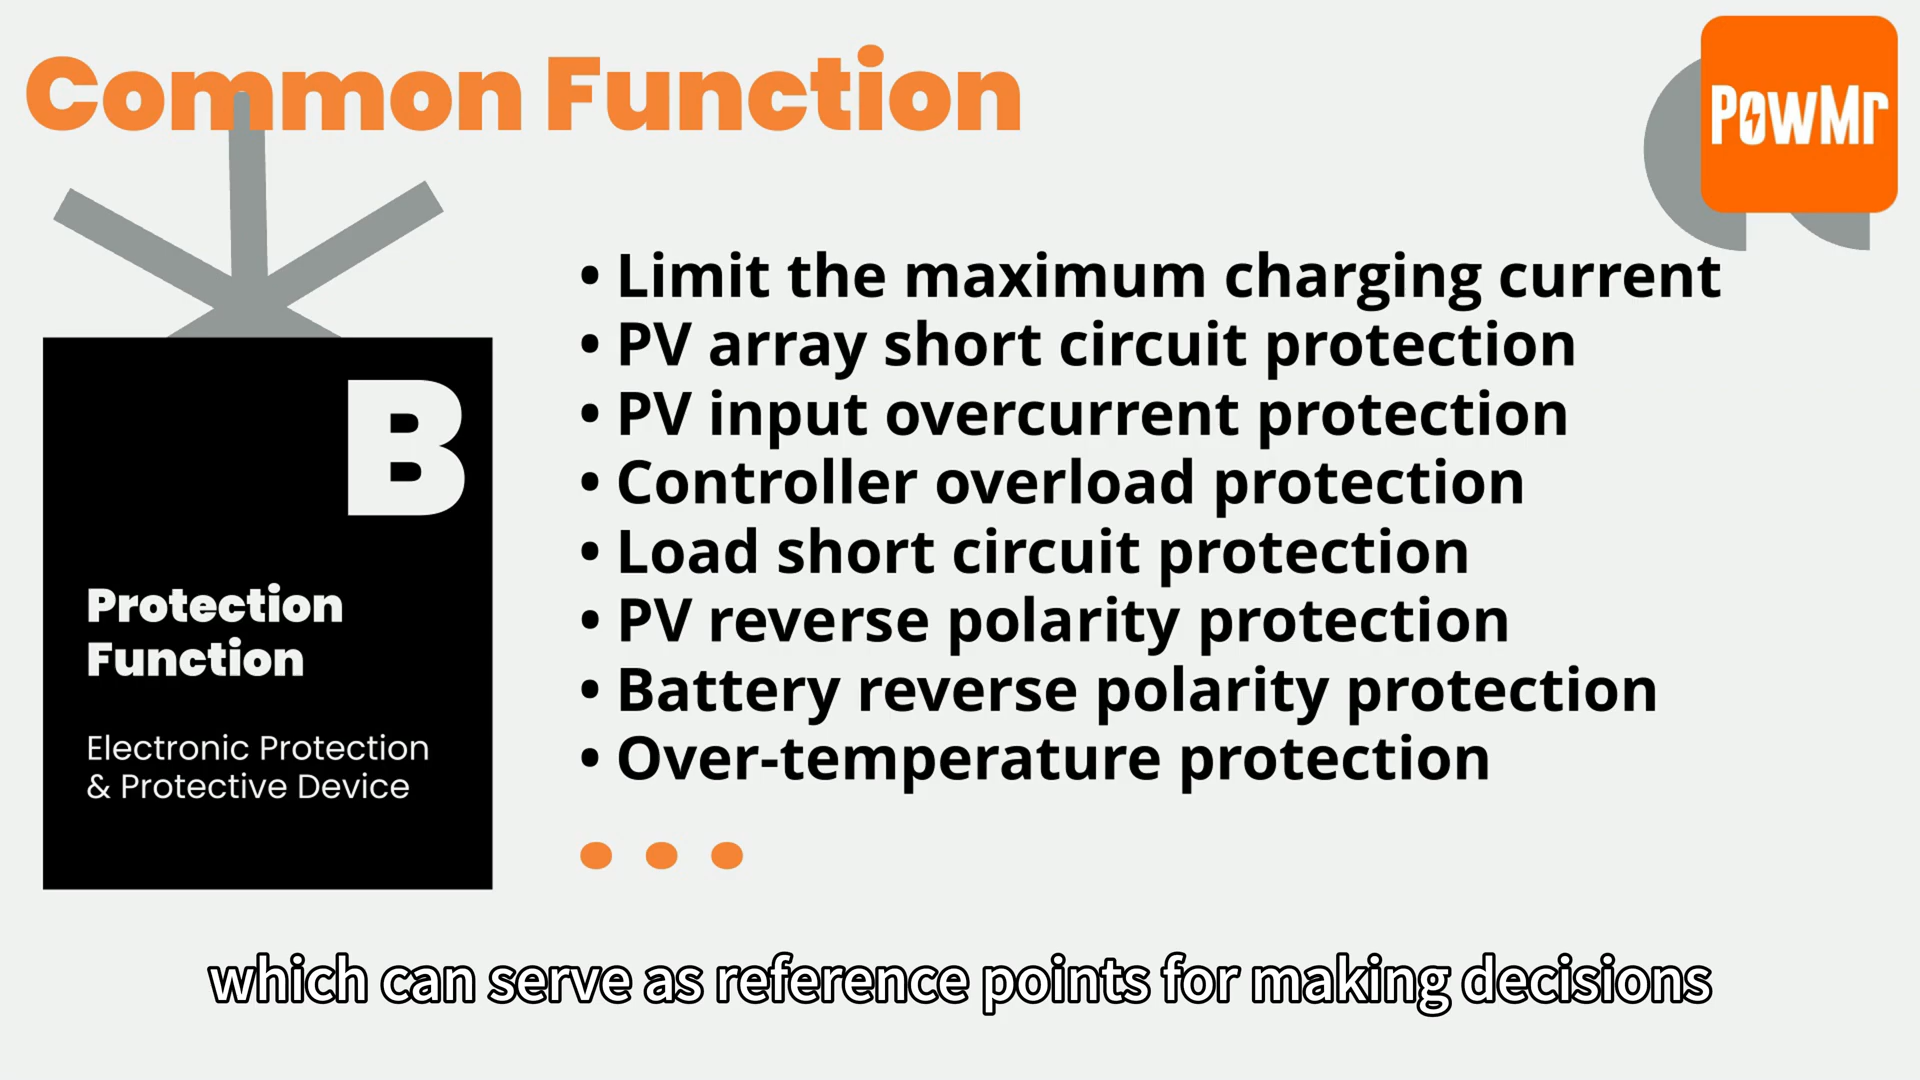 Common Function
PowMr
B
Protection
Function
Electronic Protection
& Protective Device
• Limit the maximum charging current
• PV array short circuit protection
• PV input overcurrent protection
• Controller overload protection
• Load short circuit protection
• PV reverse polarity protection
• Battery reverse polarity protection
• Over-temperature protection
• • •
which can serve as reference points for making decisions